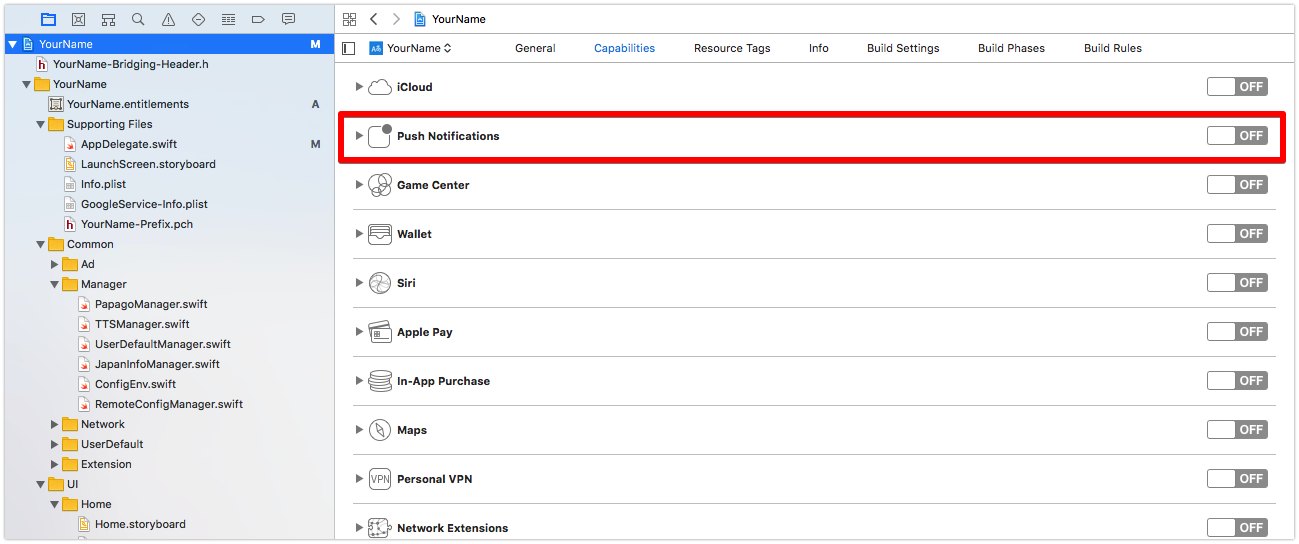 YourName
YourName M
YourName General Capabilities Resource Tags Info Build Settings Build Phases Build Rules
YourName-Bridging-Header.h
YourName
YourName.entitlements A
Supporting Files
AppDelegate.swift M
LaunchScreen.storyboard
Info.plist
GoogleService-Info.plist
YourName-Prefix.pch
Common
Ad
Manager
PapagoManager.swift
TTSManager.swift
UserDefaultManager.swift
JapanInfoManager.swift
ConfigEnv.swift
RemoteConfigManager.swift
Network
UserDefault
Extension
UI
Home
Home.storyboard
iCloud OFF
Push Notifications OFF
Game Center OFF
Wallet OFF
Siri OFF
Apple Pay OFF
In-App Purchase OFF
Maps OFF
VPN Personal VPN OFF
Network Extensions OFF